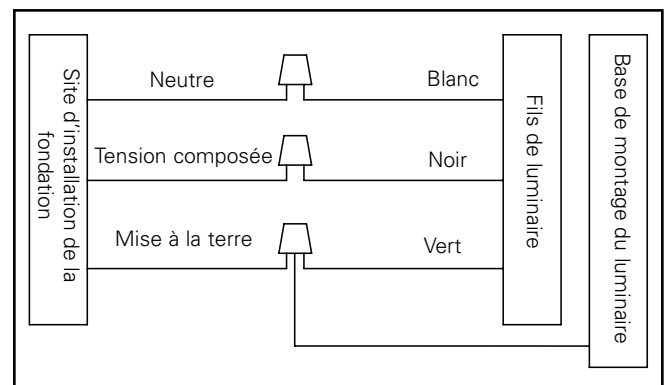 Site d'installation de la
fondation
Neutre
Blanc
Tension composée
Noir
Mise à la terre
Vert
Fils de luminaire
Base de montage du luminaire